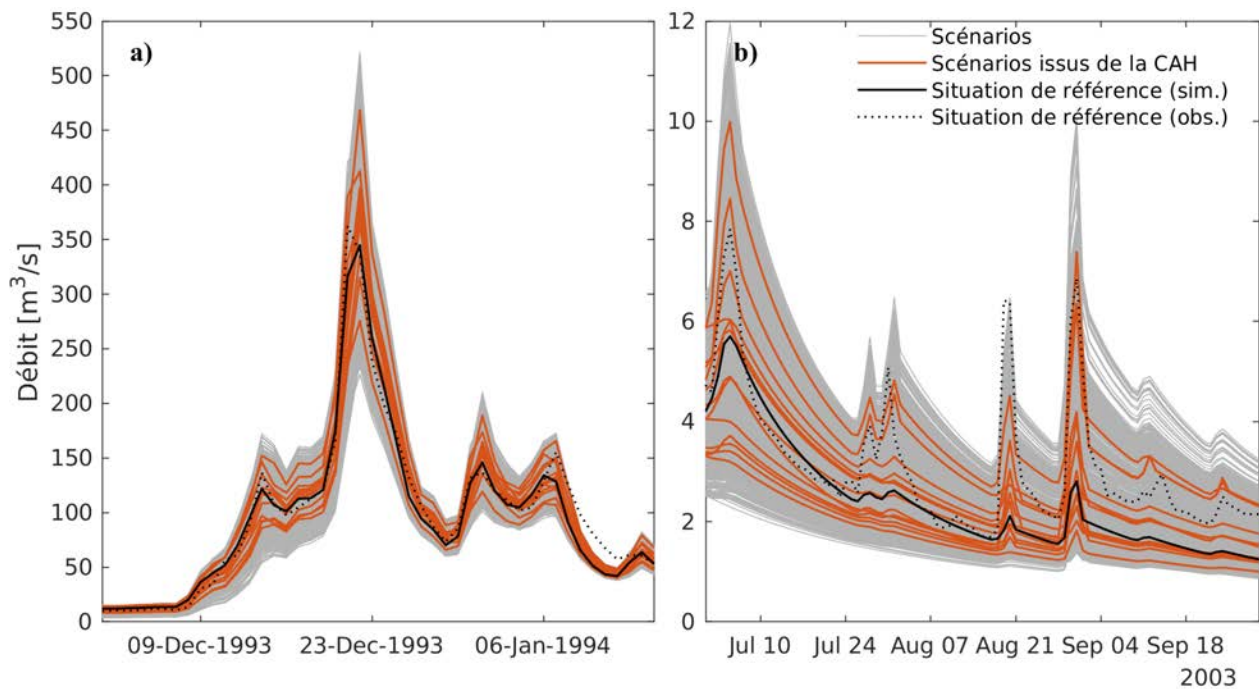 a)
b)
Scénarios
Scénarios issus de la CAH
Situation de référence (sim.)
Situation de référence (obs.)
Débit [m³/s]
550
500
450
400
350
300
250
200
150
100
50
0
09-Dec-1993 23-Dec-1993 06-Jan-1994
12
10
8
6
4
2
0
Jul 10 Jul 24 Aug 07 Aug 21 Sep 04 Sep 18
2003